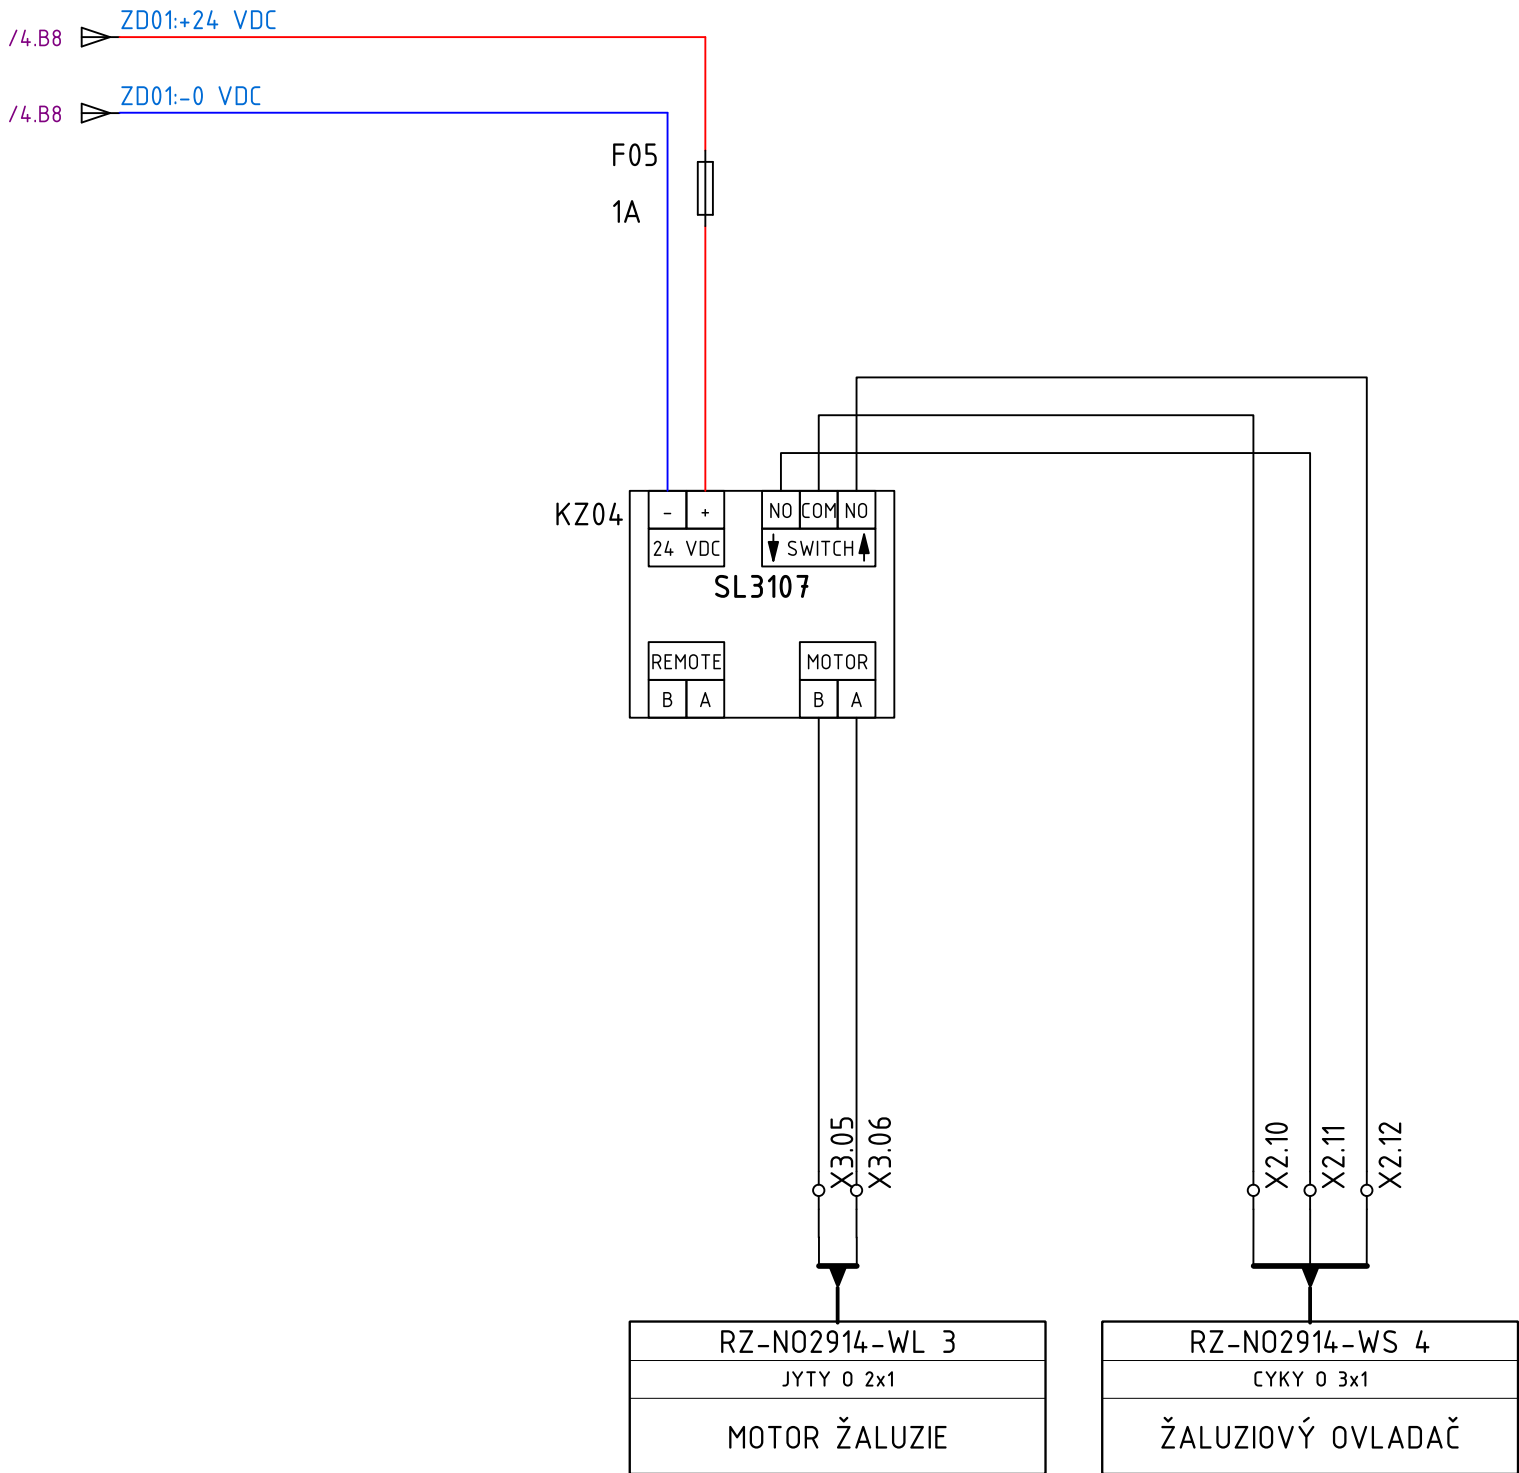 ZD01:+24 VDC
/4.B8
ZD01:-0 VDC
/4.B8
F05
1A
KZ04
- +
NO COM NO
24 VDC
SWITCH
SL3107
REMOTE
MOTOR
B A
B A
X3.05
X3.06
X2.10
X2.11
X2.12
RZ-NO2914-WL 3
JYTY O 2x1
MOTOR ŽALUZIE
RZ-NO2914-WS 4
CYKY O 3x1
ŽALUZIOVÝ OVLADAČ